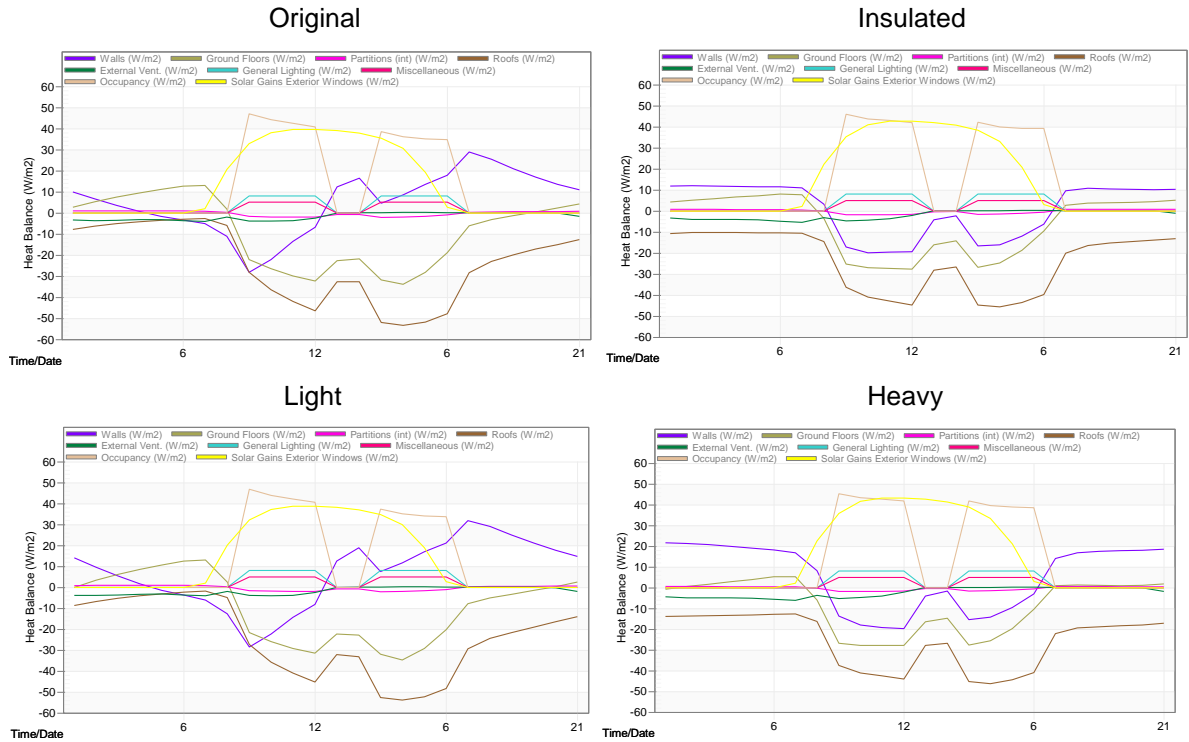 Original
Walls (W/m2) Ground Floors (W/m2) Partitions (int) (W/m2) Roofs (W/m2)
External Vent. (W/m2) General Lighting (W/m2) Miscellaneous (W/m2)
Occupancy (W/m2) Solar Gains Exterior Windows (W/m2)
60
50
40
30
20
10
0
-10
-20
-30
-40
-50
-60
Heat Balance (W/m2)
6 12 6 21
Time/Date
Insulated
Walls (W/m2) Ground Floors (W/m2) Partitions (int) (W/m2) Roofs (W/m2)
External Vent. (W/m2) General Lighting (W/m2) Miscellaneous (W/m2)
Occupancy (W/m2) Solar Gains Exterior Windows (W/m2)
60
50
40
30
20
10
0
-10
-20
-30
-40
-50
-60
Heat Balance (W/m2)
6 12 6 21
Time/Date
Light
Walls (W/m2) Ground Floors (W/m2) Partitions (int) (W/m2) Roofs (W/m2)
External Vent. (W/m2) General Lighting (W/m2) Miscellaneous (W/m2)
Occupancy (W/m2) Solar Gains Exterior Windows (W/m2)
60
50
40
30
20
10
0
-10
-20
-30
-40
-50
-60
Heat Balance (W/m2)
6 12 6 21
Time/Date
Heavy
Walls (W/m2) Ground Floors (W/m2) Partitions (int) (W/m2) Roofs (W/m2)
External Vent. (W/m2) General Lighting (W/m2) Miscellaneous (W/m2)
Occupancy (W/m2) Solar Gains Exterior Windows (W/m2)
60
50
40
30
20
10
0
-10
-20
-30
-40
-50
-60
Heat Balance (W/m2)
6 12 6 21
Time/Date